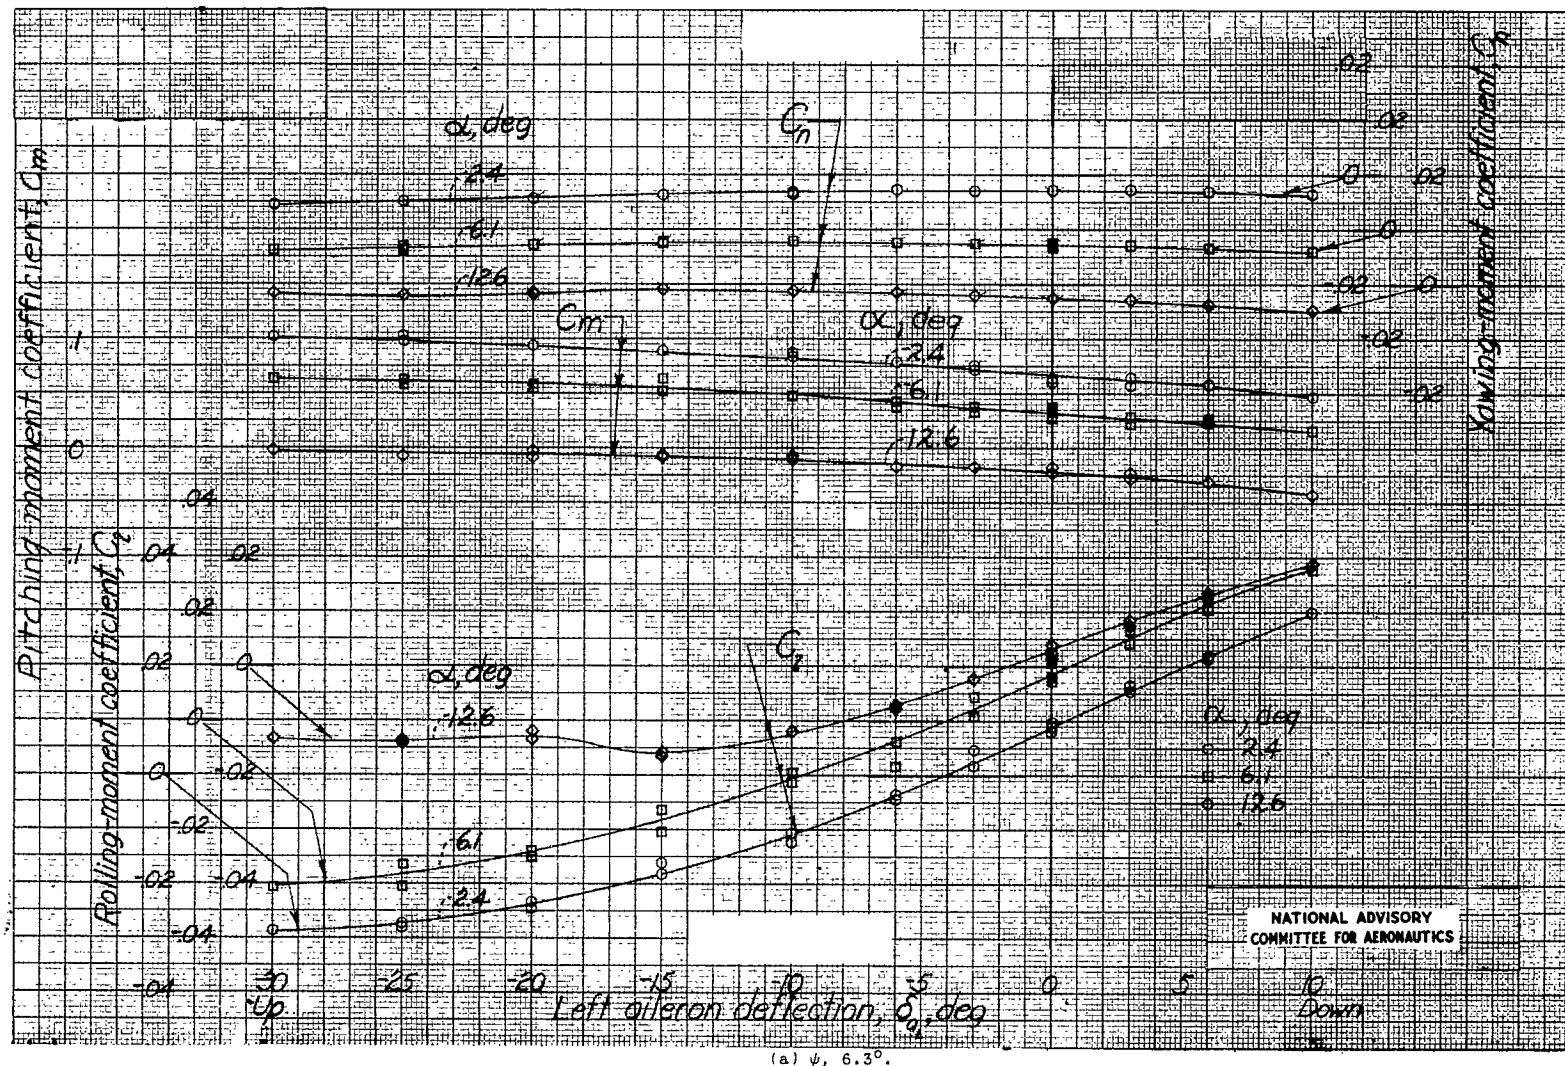 Pitching-moment coefficient, Cm
.1
0
-.1
Rolling-moment coefficient, Cl
.04
.04
.02
.02
.02
0
0
0
-.02
-.02
-.02
-.04
-.04
-.04
Yawing-moment coefficient, Cn
.02
.02
.02
0
0
0
-.02
-.02
-.02
α, deg
2.4
6.1
12.6
Cn
Cm
α, deg
2.4
6.1
12.6
α, deg
12.6
6.1
2.4
Cl
α, deg
2.4
6.1
12.6
NATIONAL ADVISORY
COMMITTEE FOR AERONAUTICS
-30 -25 -20 -15 -10 -5 0 5 10
Up Left aileron deflection, δa, deg Down
(a) ψ, 6.3°.